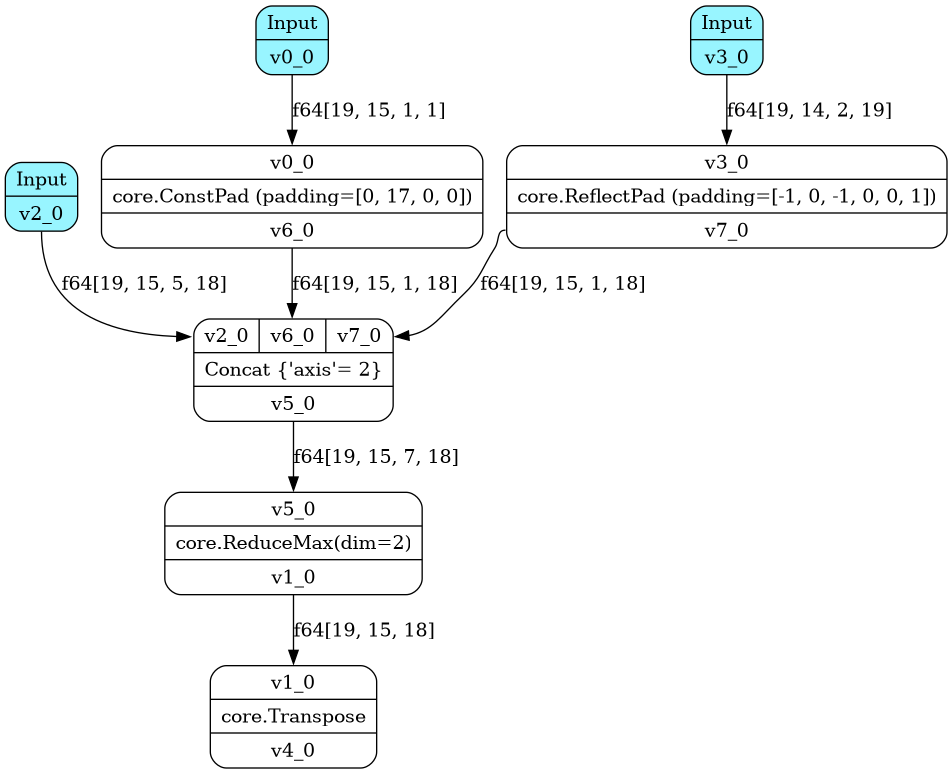 Input
v0_0
Input
v3_0
f64[19, 15, 1, 1]
f64[19, 14, 2, 19]
Input
v2_0
v0_0
core.ConstPad (padding=[0, 17, 0, 0])
v6_0
v3_0
core.ReflectPad (padding=[-1, 0, -1, 0, 0, 1])
v7_0
f64[19, 15, 5, 18]
f64[19, 15, 1, 18]
f64[19, 15, 1, 18]
v2_0 v6_0 v7_0
Concat {'axis'= 2}
v5_0
f64[19, 15, 7, 18]
v5_0
core.ReduceMax(dim=2)
v1_0
f64[19, 15, 18]
v1_0
core.Transpose
v4_0